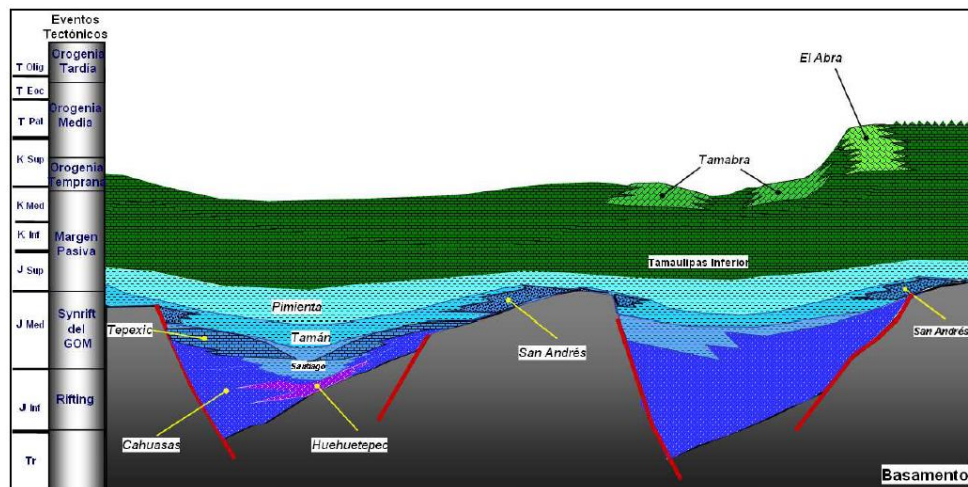 Eventos
Tectónicos
T Olig
Orogenia
Tardía
T Eoc
T Pal
Orogenia
Media
K Sup
Orogenia
Temprana
K Med
K Inf
Margen
Pasiva
J Sup
J Med
Synrift
del
GOM
J Inf
Rifting
Tr
El Abra
Tamabra
Tamaulipas Inferior
Pimienta
Tepexic
Tamán
San Andrés
San Andrés
Santiago
Cahuasas
Huehuetepec
Basamento